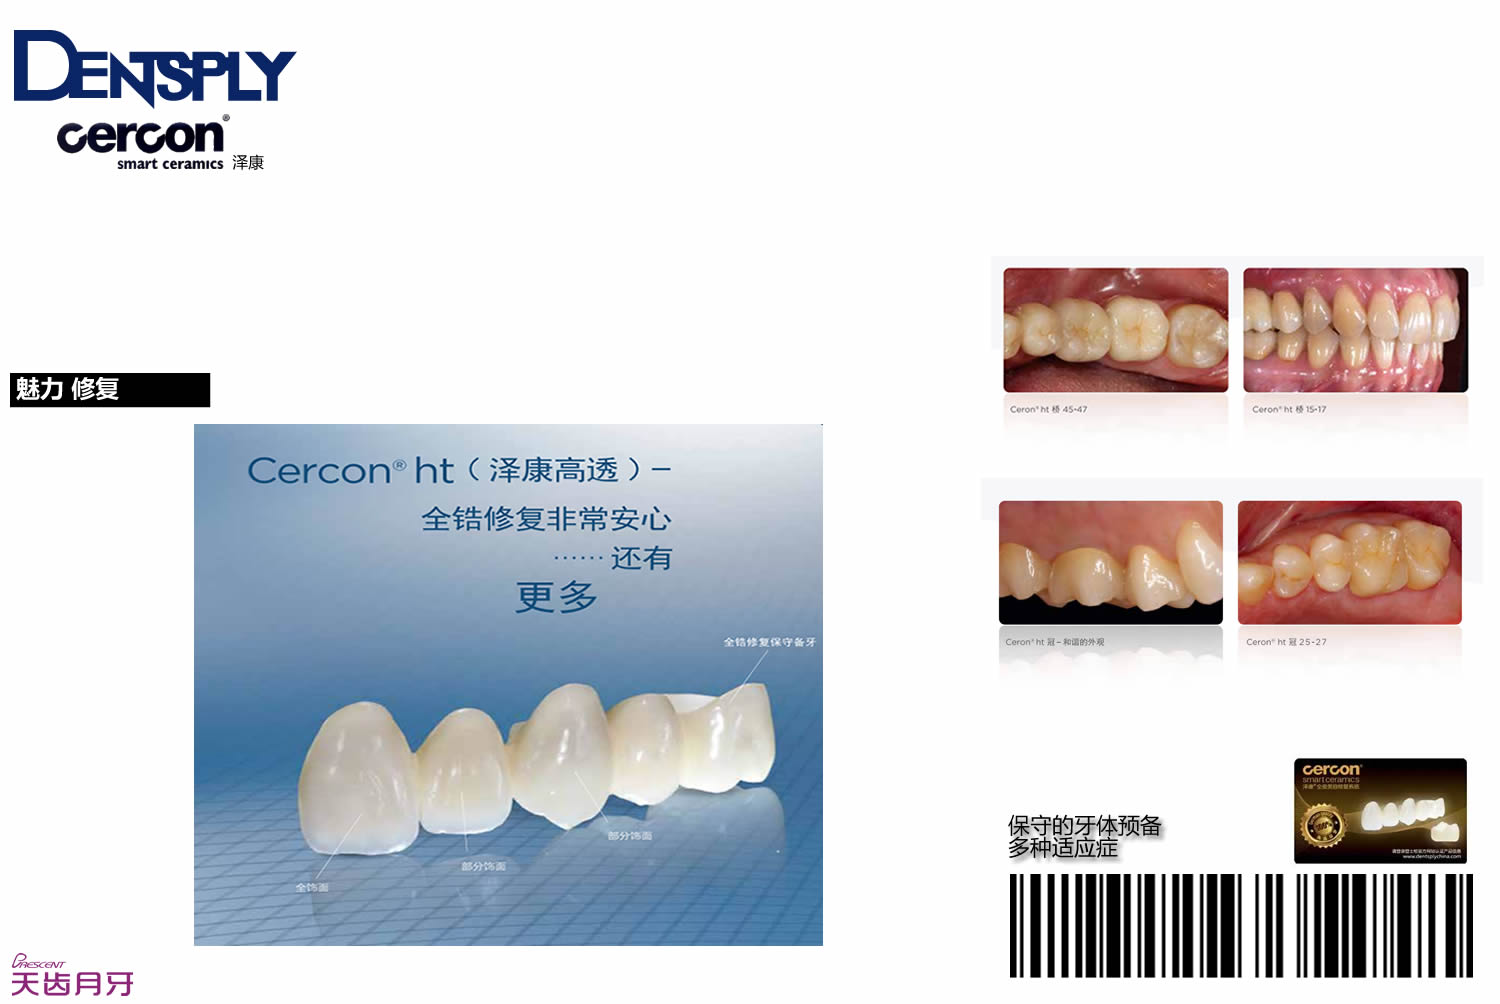 DENTSPLY
cercon®
smart ceramics 泽康
魅力 修复
Cercon® ht（泽康高透）–
全锆修复非常安心
······ 还有
更多
全锆修复保守备牙
部分饰面
部分饰面
全饰面
Ceron® ht 桥 45-47
Ceron® ht 桥 15-17
Ceron® ht 冠 – 和谐的外观
Ceron® ht 冠 25-27
保守的牙体预备
多种适应症
cercon®
smart ceramics
www.dentsplychina.com
CRESCENT
天齿月牙